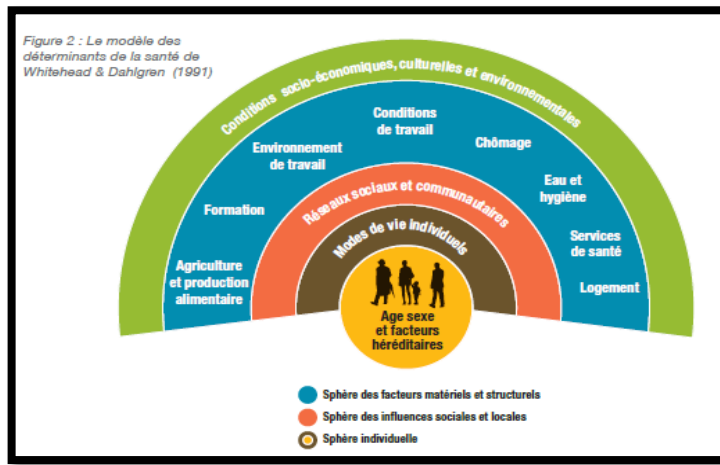 Figure 2 : Le modèle des
déterminants de la santé de
Whitehead & Dahlgren (1991)
Conditions socio-économiques, culturelles et environnementales
Conditions
de travail
Environnement
de travail
Chômage
Eau et
hygiène
Formation
Services
de santé
Agriculture
et production
alimentaire
Logement
Réseaux sociaux et communautaires
Modes de vie individuels
Age sexe
et facteurs
héréditaires
Sphère des facteurs matériels et structurels
Sphère des influences sociales et locales
Sphère individuelle